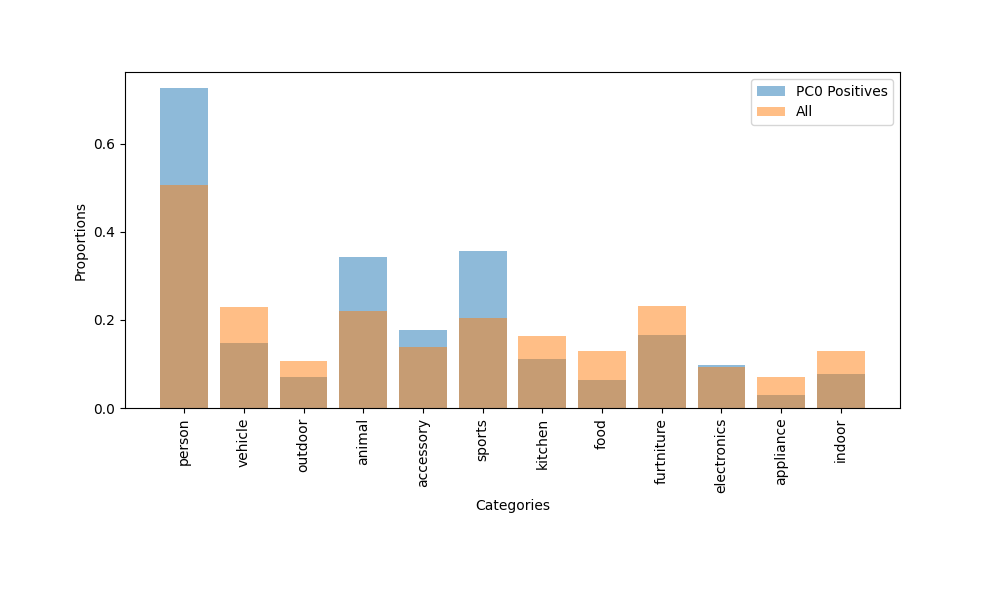 PC0 Positives
All
Proportions
0.6
0.4
0.2
0.0
person
vehicle
outdoor
animal
accessory
sports
kitchen
food
furtniture
electronics
appliance
indoor
Categories